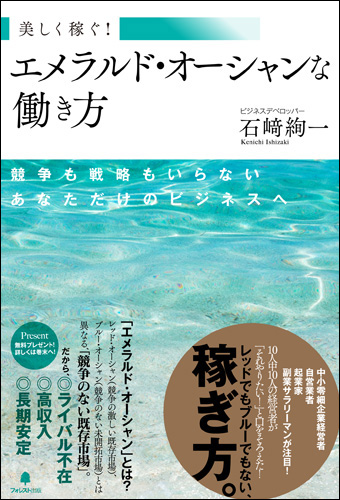 美しく稼ぐ!
エメラルド・オーシャンな
働き方
ビジネスデベロッパー
石﨑絢一
Kenichi Ishizaki
競争も戦略もいらない
あなただけのビジネスへ
中小零細企業経営者
自営業者
起業家
副業サラリーマンが注目!
10人中10人の経営者が
「それやりたい!」と口をそろえた!
レッドでもブルーでもない、
稼ぎ方。
「エメラルド・オーシャン」とは?
レッド・オーシャン(競争の激しい既存市場)、
ブルー・オーシャン(競争のない未開拓市場)とは
異なる、「競争のない既存市場」。
だから、◎ライバル不在
◎高収入
◎長期安定
Present
無料プレゼント!
詳しくは巻末へ!
フォレスト出版